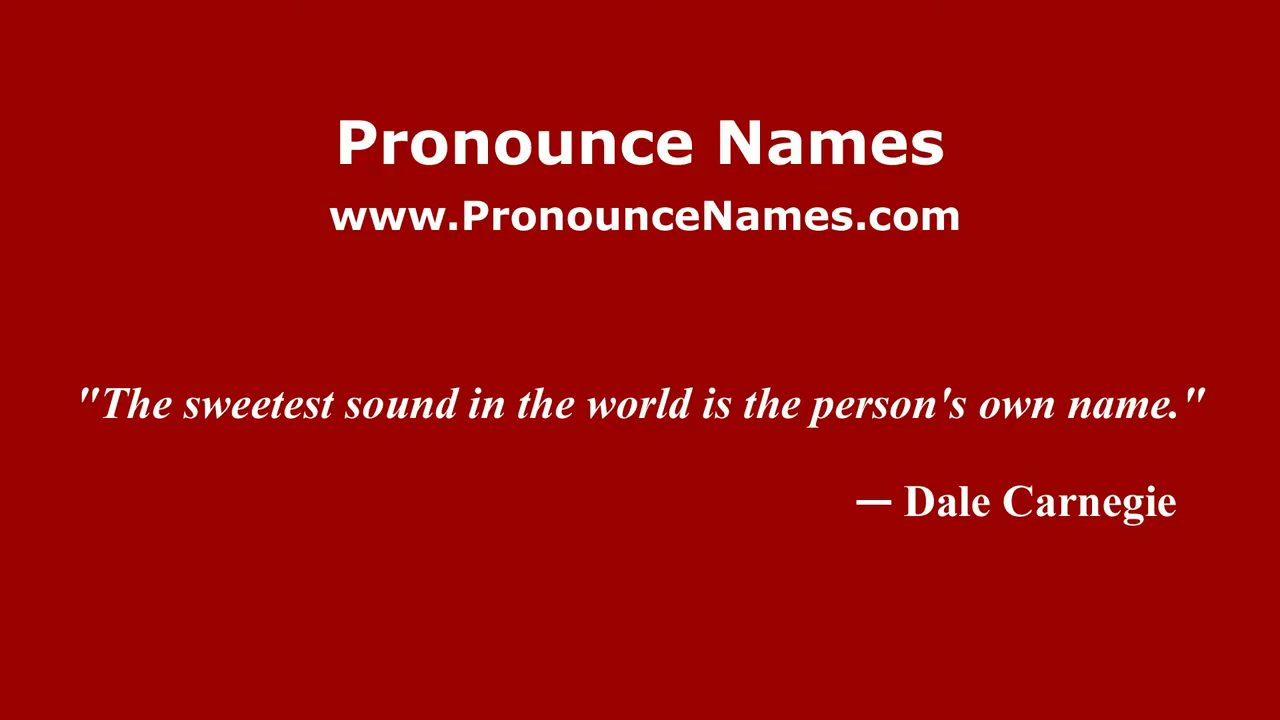 Pronounce Names
www.PronounceNames.com
"The sweetest sound in the world is the person's own name."
— Dale Carnegie